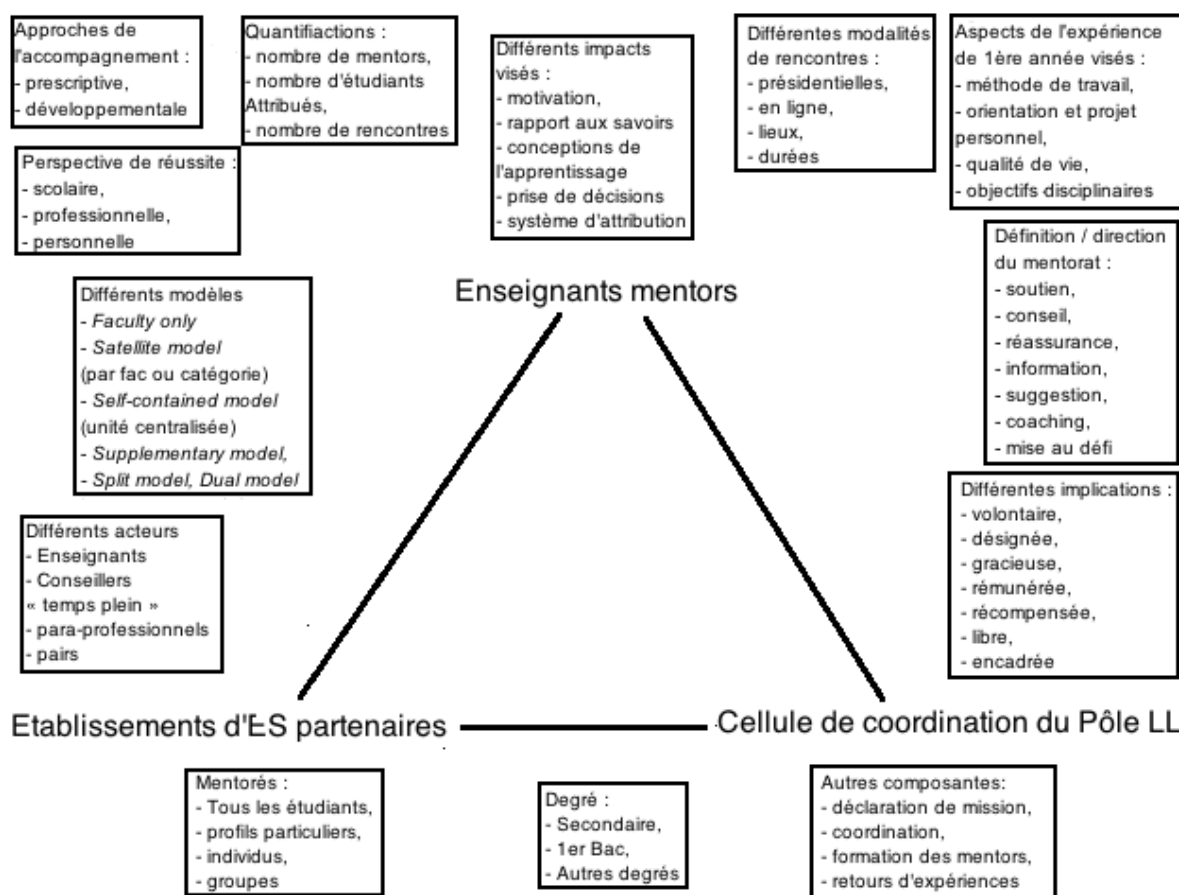 Approches de
l'accompagnement :
- prescriptive,
- développementale
Quantifiactions :
- nombre de mentors,
- nombre d'étudiants
Attribués,
- nombre de rencontres
Différents impacts
visés :
- motivation,
- rapport aux savoirs
- conceptions de
l'apprentissage
- prise de décisions
- système d'attribution
Différentes modalités
de rencontres :
- présidentielles,
- en ligne,
- lieux,
- durées
Aspects de l'expérience
de 1ère année visés :
- méthode de travail,
- orientation et projet
personnel,
- qualité de vie,
- objectifs disciplinaires
Perspective de réussite :
- scolaire,
- professionnelle,
- personnelle
Définition / direction
du mentorat :
- soutien,
- conseil,
- réassurance,
- information,
- suggestion,
- coaching,
- mise au défi
Enseignants mentors
Différents modèles
- Faculty only
- Satellite model
(par fac ou catégorie)
- Self-contained model
(unité centralisée)
- Supplementary model,
- Split model, Dual model
Différentes implications :
- volontaire,
- désignée,
- gracieuse,
- rémunérée,
- récompensée,
- libre,
- encadrée
Différents acteurs
- Enseignants
- Conseillers
« temps plein »
- para-professionnels
- pairs
Etablissements d'ES partenaires
Cellule de coordination du Pôle LL
Mentorés :
- Tous les étudiants,
- profils particuliers,
- individus,
- groupes
Degré :
- Secondaire,
- 1er Bac,
- Autres degrés
Autres composantes:
- déclaration de mission,
- coordination,
- formation des mentors,
- retours d'expériences